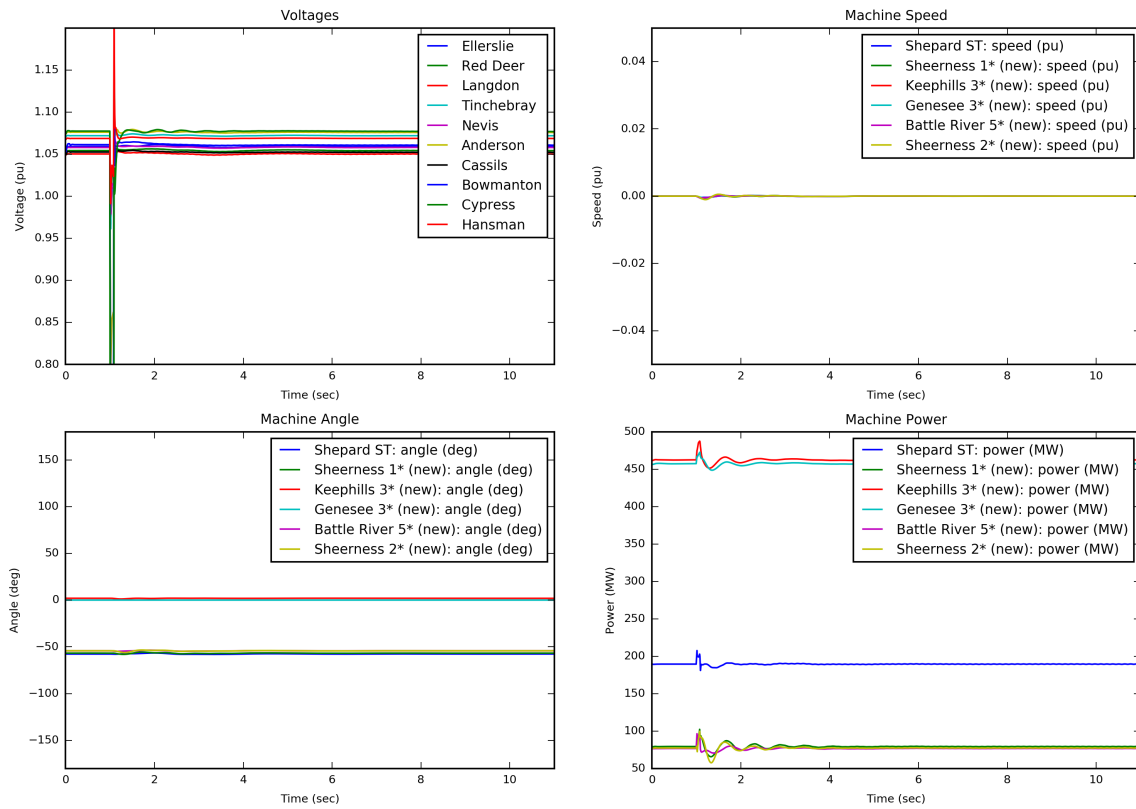 Voltages
1.15
1.10
1.05
1.00
0.95
0.90
0.85
0.80
Voltage (pu)
0
2
4
6
8
10
Time (sec)
Ellerslie
Red Deer
Langdon
Tinchebray
Nevis
Anderson
Cassils
Bowmanton
Cypress
Hansman
Machine Speed
0.04
0.02
0.00
−0.02
−0.04
Speed (pu)
0
2
4
6
8
10
Time (sec)
Shepard ST: speed (pu)
Sheerness 1* (new): speed (pu)
Keephills 3* (new): speed (pu)
Genesee 3* (new): speed (pu)
Battle River 5* (new): speed (pu)
Sheerness 2* (new): speed (pu)
Machine Angle
150
100
50
0
−50
−100
−150
Angle (deg)
0
2
4
6
8
10
Time (sec)
Shepard ST: angle (deg)
Sheerness 1* (new): angle (deg)
Keephills 3* (new): angle (deg)
Genesee 3* (new): angle (deg)
Battle River 5* (new): angle (deg)
Sheerness 2* (new): angle (deg)
Machine Power
500
450
400
350
300
250
200
150
100
50
Power (MW)
0
2
4
6
8
10
Time (sec)
Shepard ST: power (MW)
Sheerness 1* (new): power (MW)
Keephills 3* (new): power (MW)
Genesee 3* (new): power (MW)
Battle River 5* (new): power (MW)
Sheerness 2* (new): power (MW)